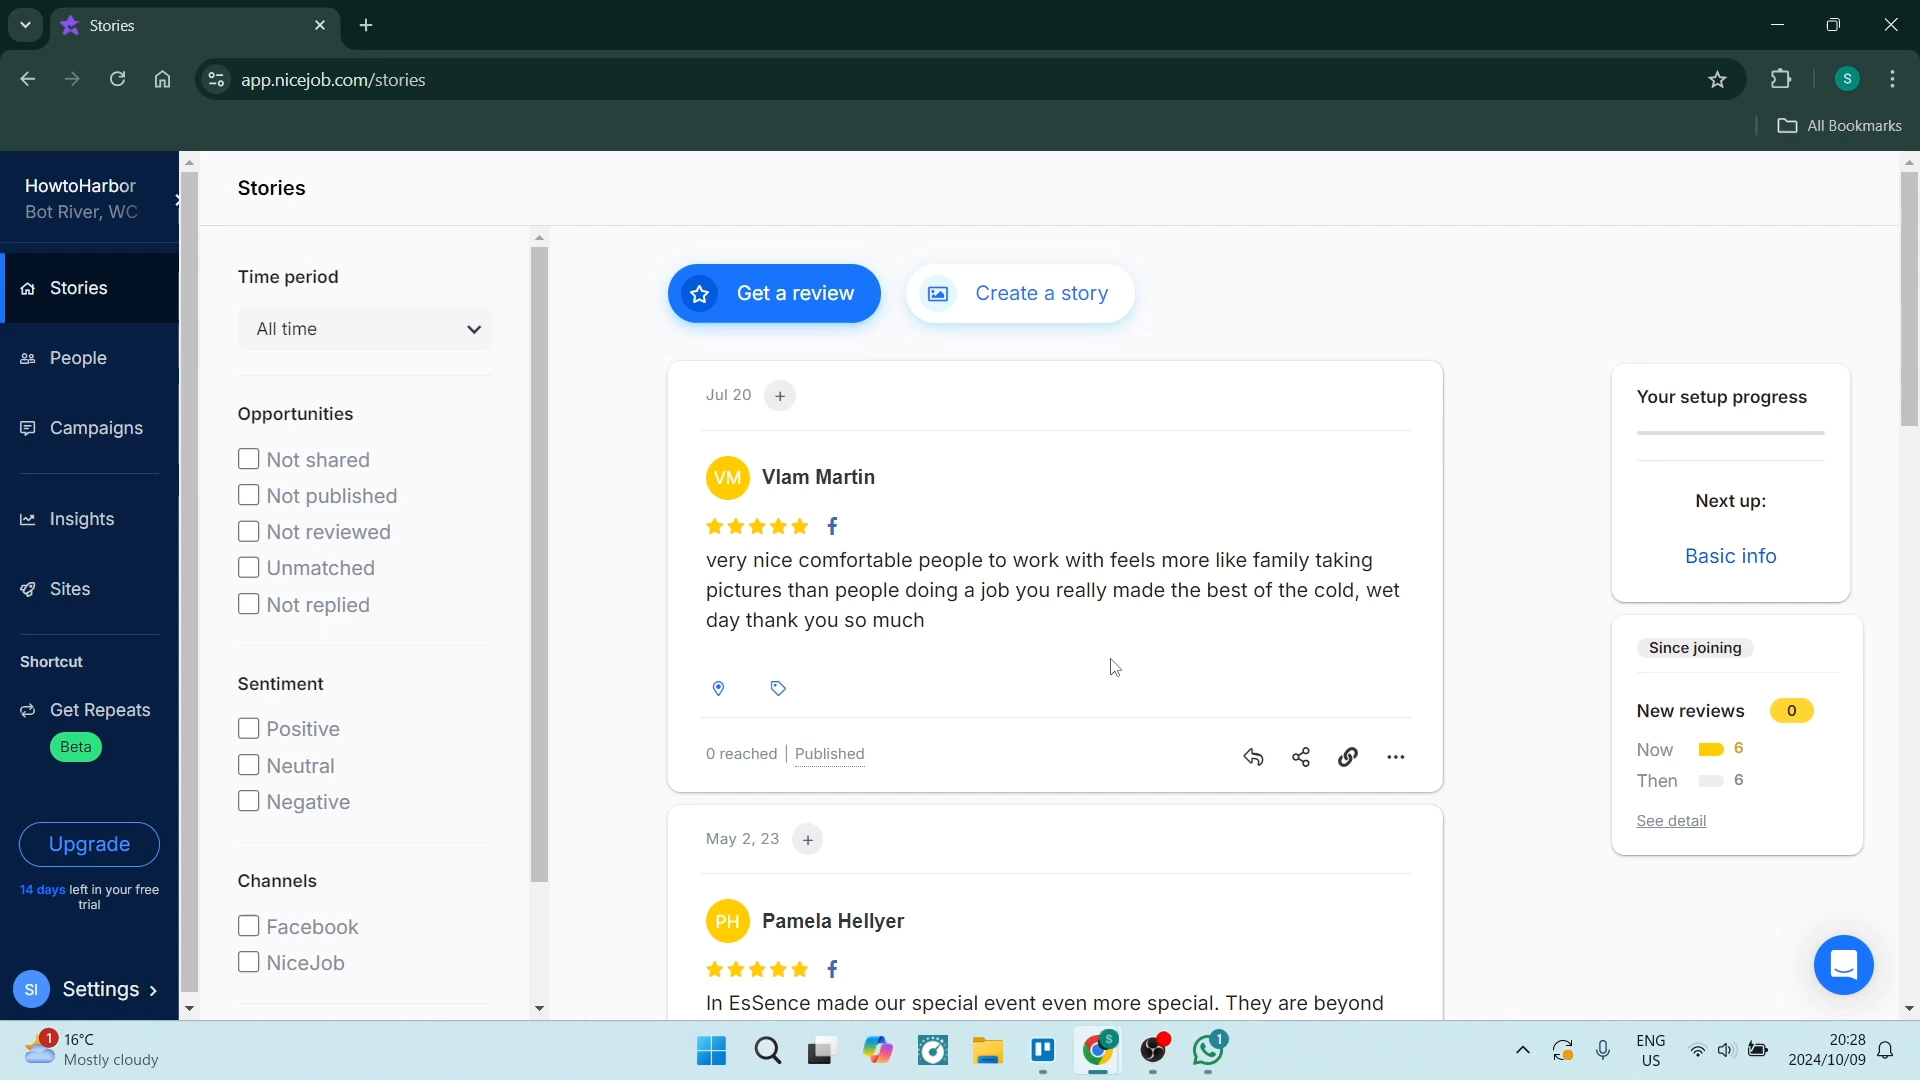 Stories
app.nicejob.com/stories
S
All Bookmarks
HowtoHarbor
Bot River, WC
Stories
People
Campaigns
Insights
Sites
Shortcut
Get Repeats
Beta
Upgrade
14 days left in your free
trial
SI Settings
Stories
Time period
All time
Opportunities
Not shared
Not published
Not reviewed
Unmatched
Not replied
Sentiment
Positive
Neutral
Negative
Channels
Facebook
NiceJob
Get a review
Create a story
Jul 20 +
VM Vlam Martin
very nice comfortable people to work with feels more like family taking
pictures than people doing a job you really made the best of the cold, wet
day thank you so much
0 reached | Published
May 2, 23 +
PH Pamela Hellyer
In EsSence made our special event even more special. They are beyond
Your setup progress
Next up:
Basic info
Since joining
New reviews 0
Now 6
Then 6
See detail
1
16°C
Mostly cloudy
S
1
ENG
US
20:28
2024/10/09